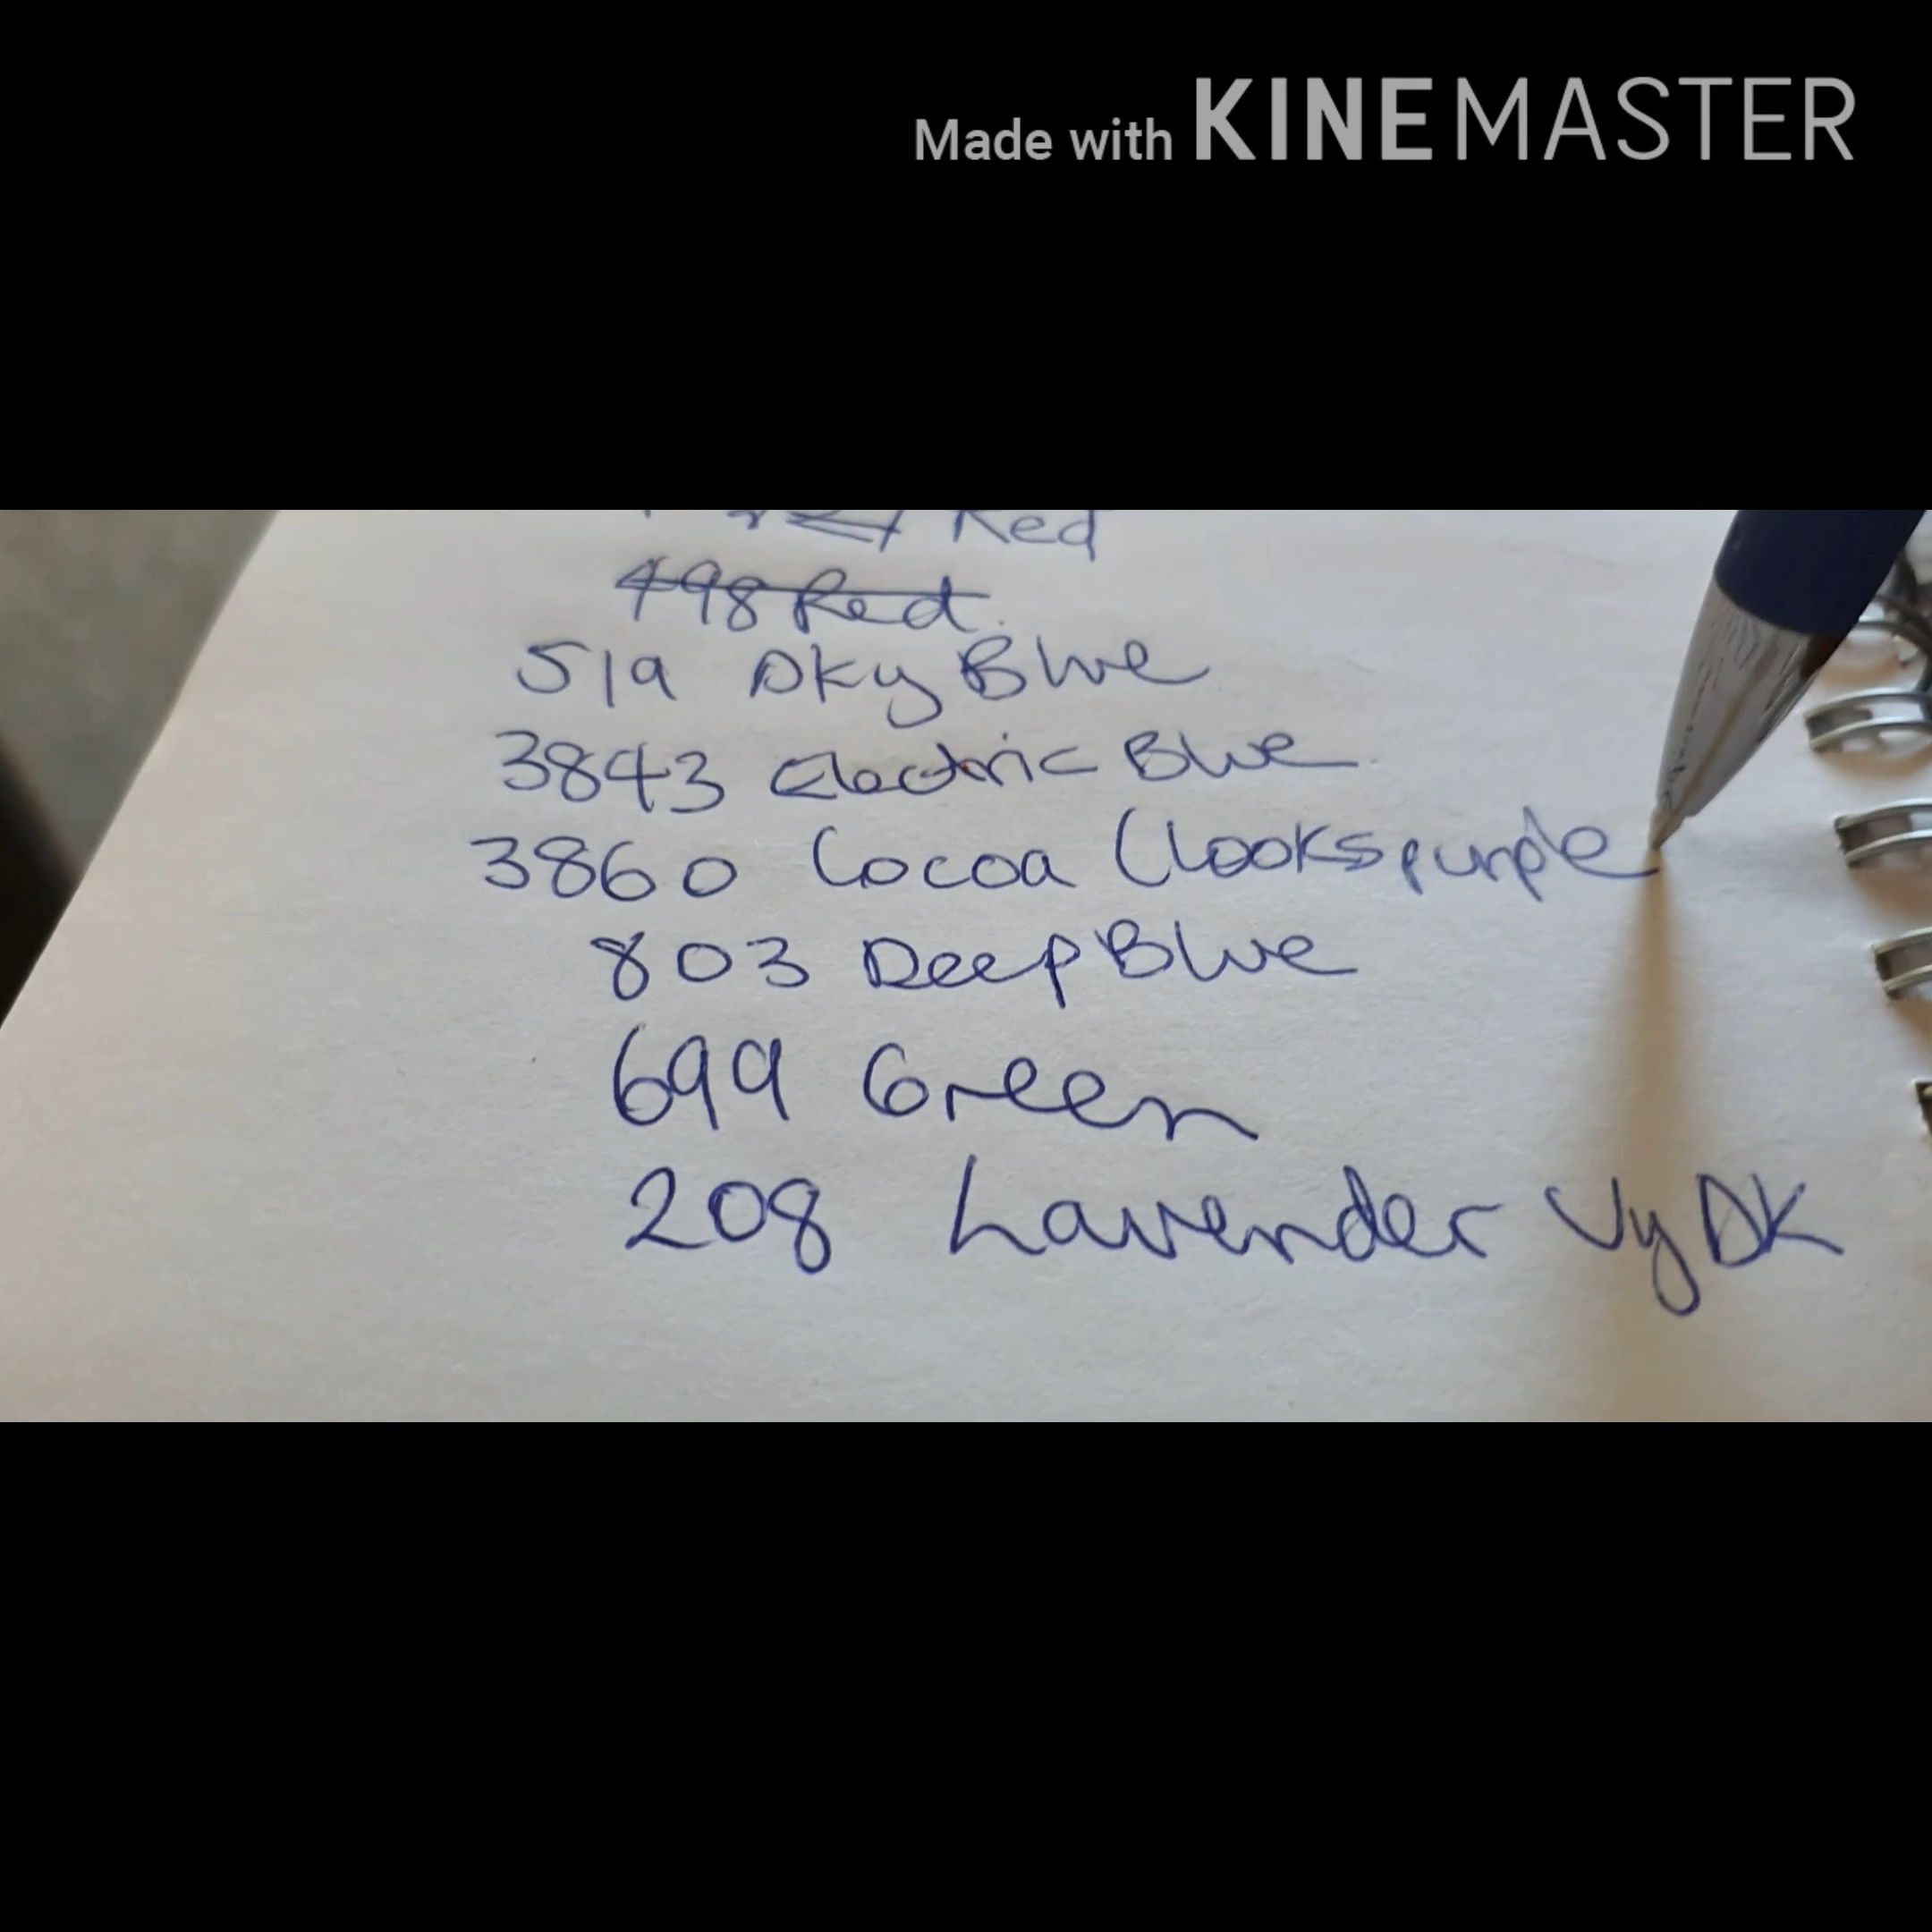 Made with KINEMASTER
Red
498 Red
519 Sky Blue
3843 Electric Blue
3860 Cocoa (looks purple
803 Deep Blue
699 Green
208 Lavender Vy DK